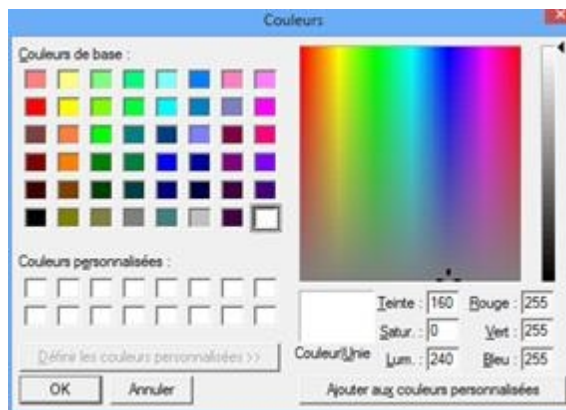 Couleurs
Couleurs de base :
Couleurs personnalisées :
Définir les couleurs personnalisées >>
OK
Annuler
Couleur|Unie
Teinte : 160
Rouge : 255
Satur. : 0
Vert : 255
Lum. : 240
Bleu : 255
Ajouter aux couleurs personnalisées